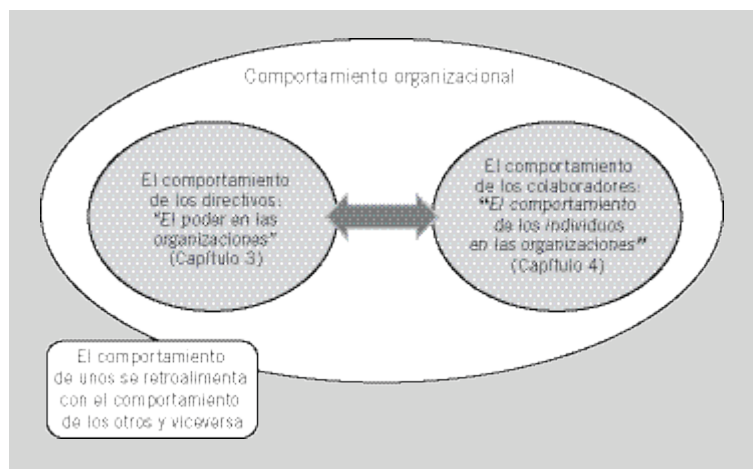 Comportamiento organizacional
El comportamiento
de los directivos:
"El poder en las
organizaciones"
(Capítulo 3)
El comportamiento
de los colaboradores:
"El comportamiento
de los individuos
en las organizaciones"
(Capítulo 4)
El comportamiento
de unos se retroalimenta
con el comportamiento
de los otros y viceversa